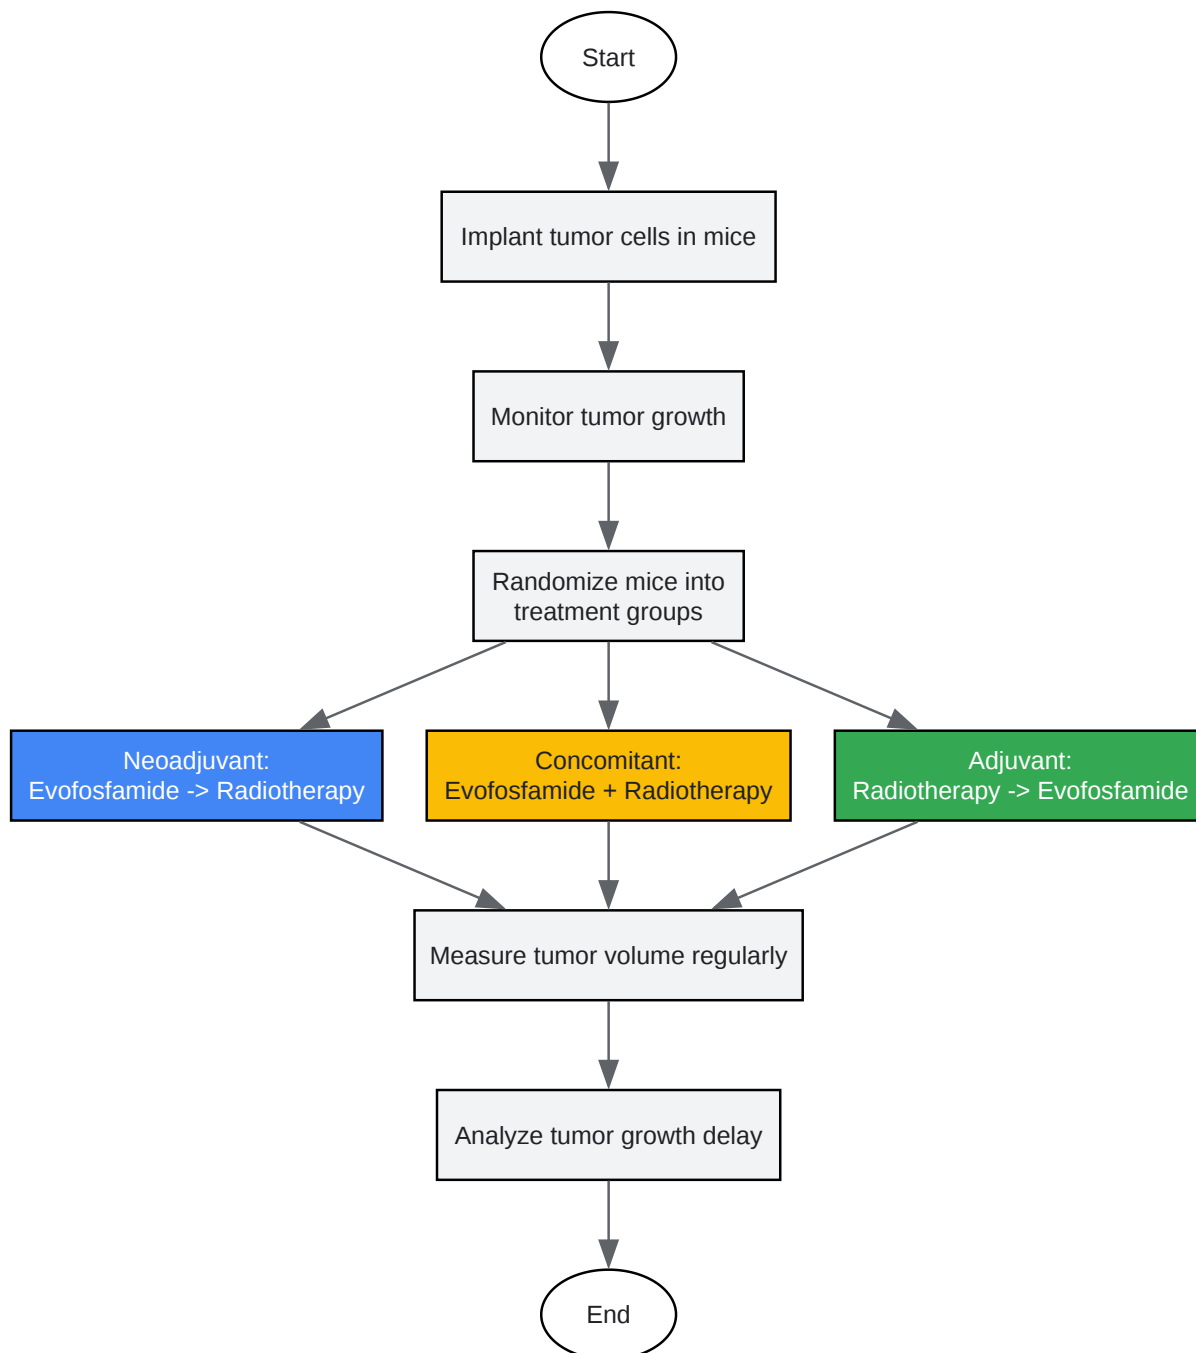 Start
Implant tumor cells in mice
Monitor tumor growth
Randomize mice into
treatment groups
Neoadjuvant:
Evofosfamide -> Radiotherapy
Concomitant:
Evofosfamide + Radiotherapy
Adjuvant:
Radiotherapy -> Evofosfamide
Measure tumor volume regularly
Analyze tumor growth delay
End